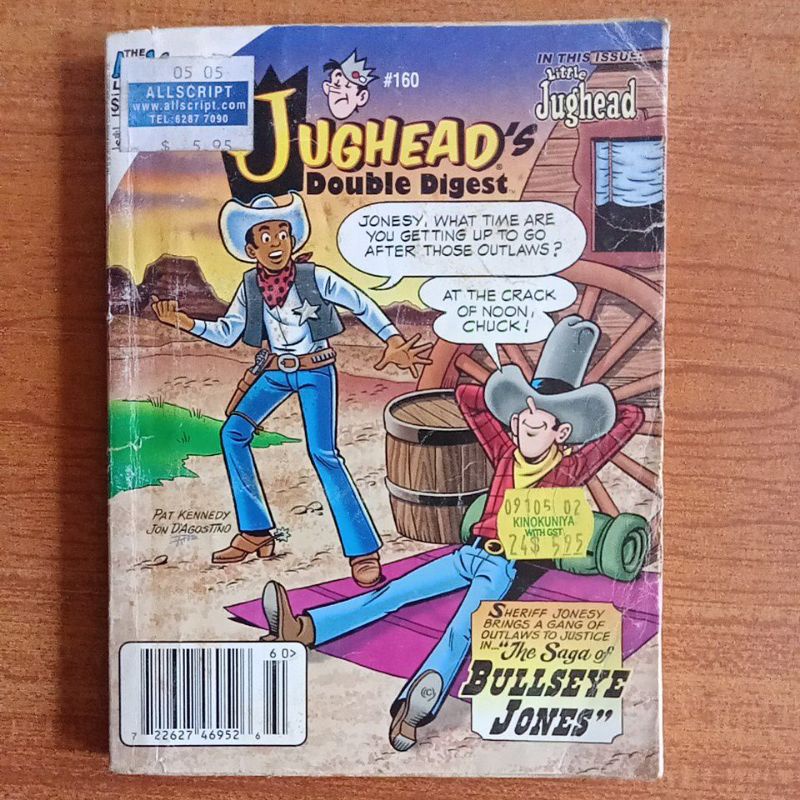 THE
05 05
ALLSCRIPT
www.allscript.com
TEL:6287 7090
$ 5.95
#160
IN THIS ISSUE:
Little
Jughead
JUGHEAD's
Double Digest
JONESY, WHAT TIME ARE
YOU GETTING UP TO GO
AFTER THOSE OUTLAWS?
AT THE CRACK
OF NOON,
CHUCK!
PAT KENNEDY
JON D'AGOSTINO
09105 02
KINOKUNIYA
WITH GST
24$ 5.95
SHERIFF JONESY
BRINGS A GANG OF
OUTLAWS TO JUSTICE
IN..."The Saga of
BULLSEYE
JONES"
60>
7 22627 46952 6
(C)